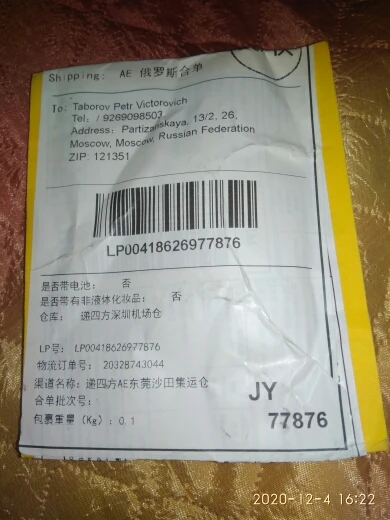 Shipping: AE 俄罗斯合单
To: Taborov Petr Victorovich
Tel: / 9269098503
Address: Partizanskaya, 13/2, 26,
Moscow, Moscow, Russian Federation
ZIP: 121351
LP00418626977876
是否带电池: 否
是否带有非液体化妆品: 否
仓库: 递四方深圳机场仓
LP号: LP00418626977876
物流订单号: 20328743044
渠道名称: 递四方AE东莞沙田集运仓
合单批次号:
包裹重量 (Kg): 0.1
JY
77876
2020-12-4 16:22